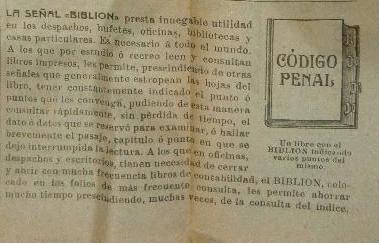 LA SEÑAL «BIBLION» presta innegable utilidad
en los despachos, bufetes, oficinas, bibliotecas y
casas particulares. Es necesario á todo el mundo.
A los que por estudio ó recreo leen y consultan
libros impresos, les permite, prescindiendo de otras
señales que generalmente estropean las hojas del
libro, tener constantemente indicado el punto ó
puntos que les convenga, pudiendo de esta manera
consultar rápidamente, sin pérdida de tiempo, el
dato ó datos que se reservó para examinar, ó hallar
brevemente el pasaje, capítulo ó punto en que se
dejó interrumpida la lectura. A los que en oficinas,
despachos y escritorios, tienen necesidad de cerrar
y abrir con mucha frecuencia libros de contabilidad, el BIBLION, colo-
cado en los folios de más frecuente consulta, les permite ahorrar
mucho tiempo prescindiendo, muchas veces, de la consulta del índice.
CÓDIGO
PENAL
Un libro con el
BIBLION indicando
varios puntos del
mismo.